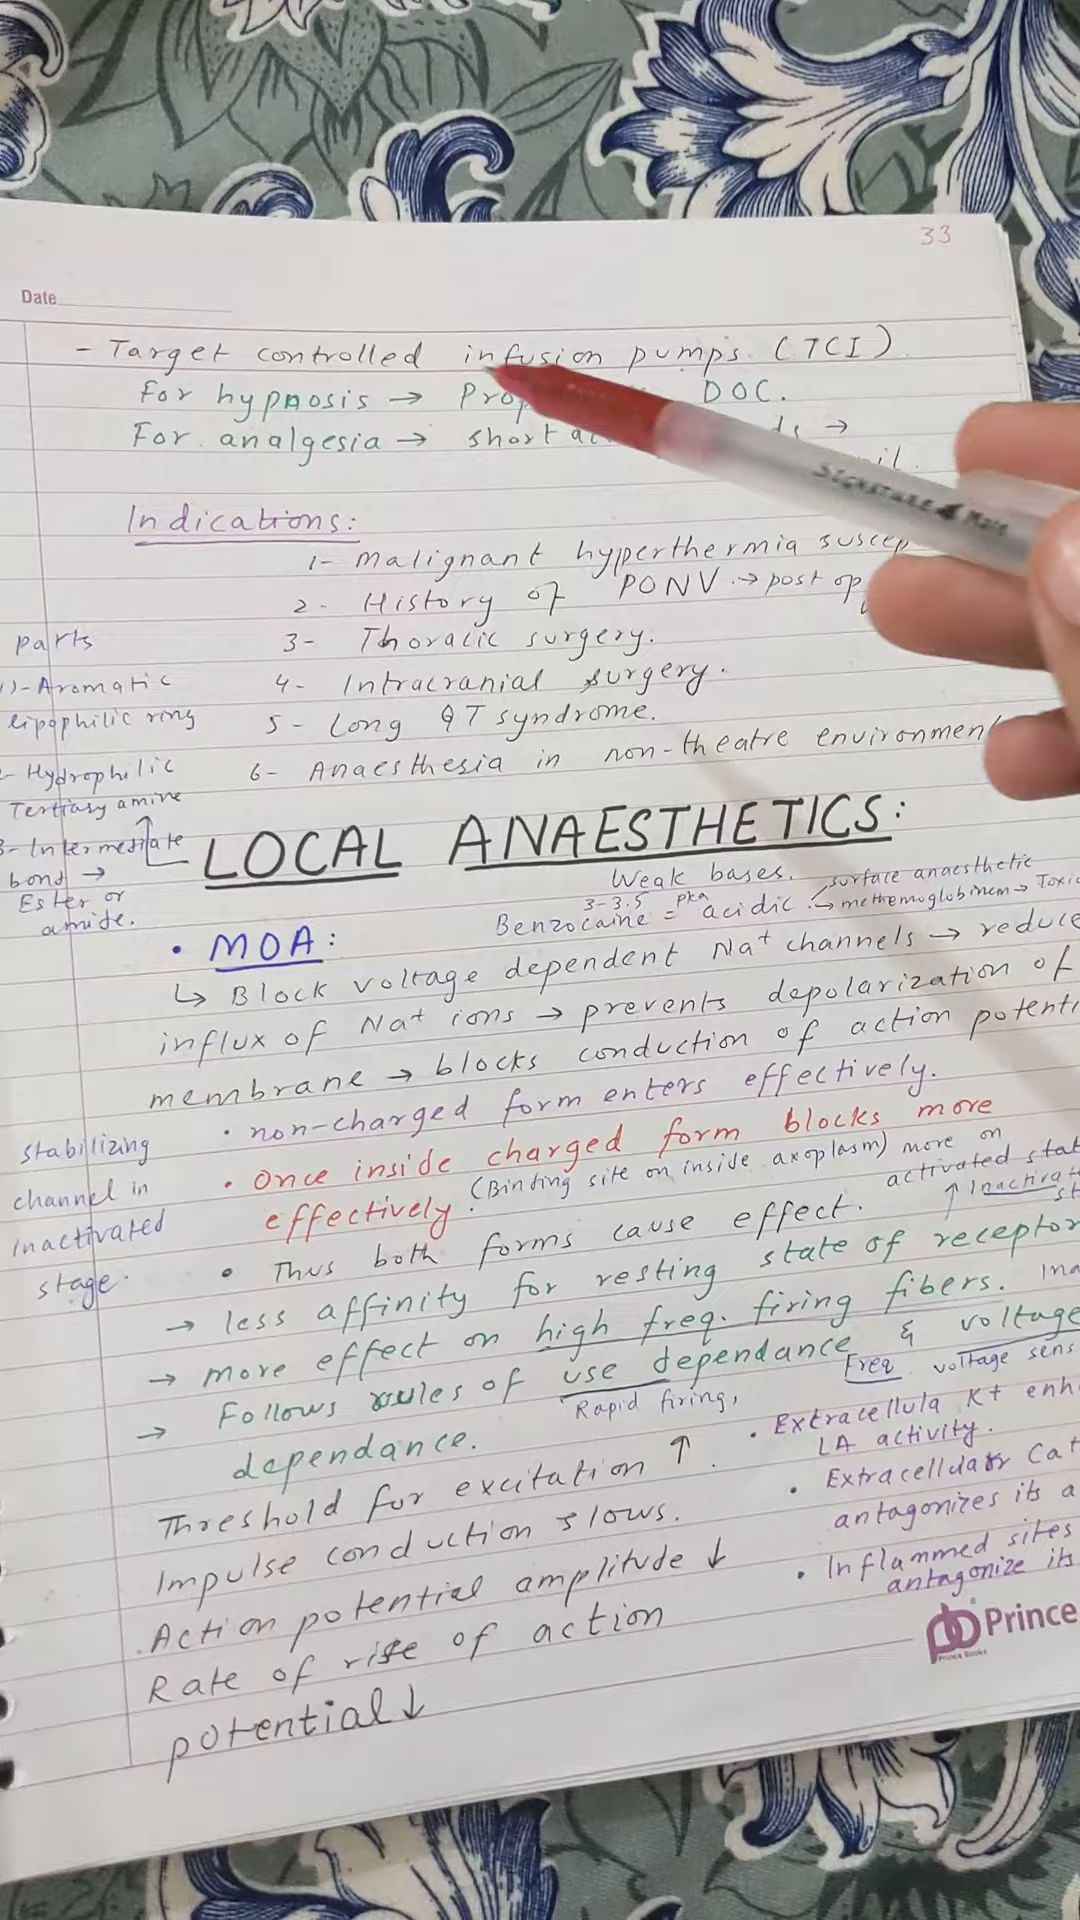 33
Date
- Target controlled infusion pumps (TCI)
For hypnosis → DOC.
For analgesia → short →
Indications:
1- Malignant hyperthermia
2- History of PONV → post op
3- Thoracic surgery.
4- Intracranial surgery.
5- Long QT syndrome.
6- Anaesthesia in non-theatre environment
parts
1)-Aromatic
lipophilic ring
2- Hydrophilic
Tertiary amine
3- Intermediate
bond →
Ester or
amide.
LOCAL ANAESTHETICS:
Weak bases.
Benzocaine = pka 3-3.5 acidic
surface anaesthetic
methemoglobinem →
• MOA:
↳ Block voltage dependent Na+ channels → reduce
influx of Na+ ions → prevents depolarization of
membrane → blocks conduction of action
• non-charged form enters effectively.
• Once inside charged form blocks more
effectively. (Binding site on inside axoplasm) more on
activated
↑
stabilizing
channel in
inactivated
stage.
• Thus both forms cause effect.
→ less affinity for resting state of receptor
→ more effect on high freq. firing fibers.
→ Follows rules of use dependance & voltage
dependance.
Rapid firing,
Freq voltage
Threshold for excitation ↑.
Impulse conduction slows.
Action potential amplitude ↓
Rate of rise of action
potential ↓
• Extracellula K+
LA activity.
• Extracellular
antagonizes its
• Inflammed sites
antagonize its
Prince
Prince Books
SIGNATURE